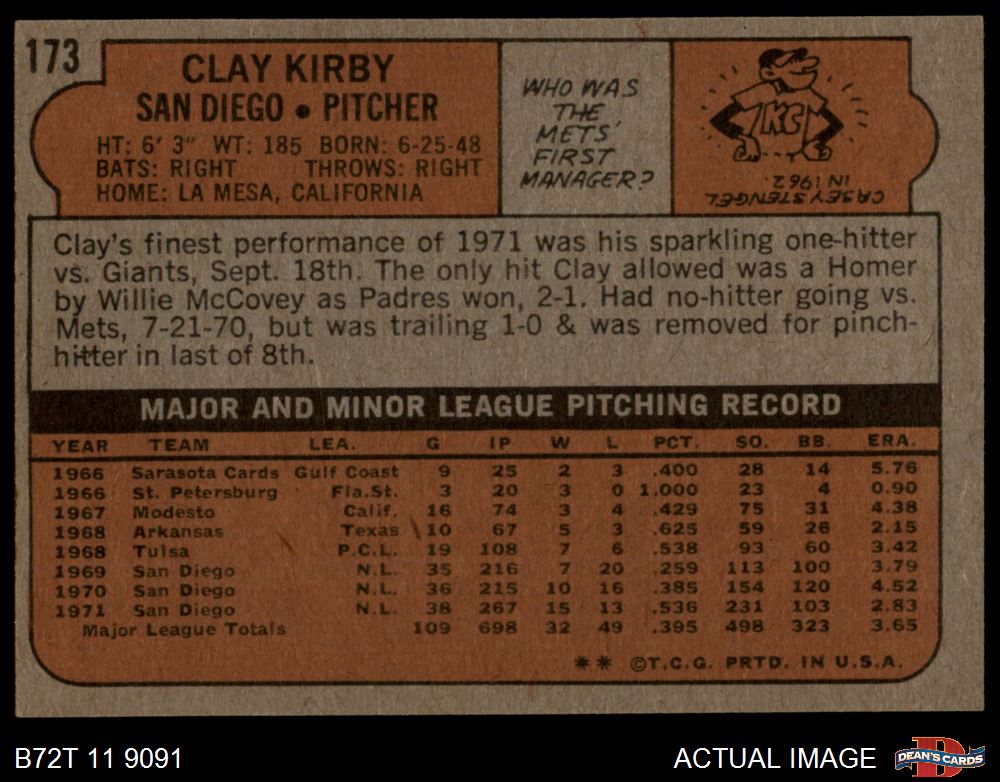 173
CLAY KIRBY
SAN DIEGO • PITCHER
HT: 6' 3" WT: 185 BORN: 6-25-48
BATS: RIGHT THROWS: RIGHT
HOME: LA MESA, CALIFORNIA
WHO WAS
THE
METS'
FIRST
MANAGER?
KC
CASEY STENGEL
IN 1962.
Clay's finest performance of 1971 was his sparkling one-hitter
vs. Giants, Sept. 18th. The only hit Clay allowed was a Homer
by Willie McCovey as Padres won, 2-1. Had no-hitter going vs.
Mets, 7-21-70, but was trailing 1-0 & was removed for pinch-
hitter in last of 8th.
MAJOR AND MINOR LEAGUE PITCHING RECORD
YEAR TEAM LEA. G IP W L PCT. SO. BB. ERA.
1966 Sarasota Cards Gulf Coast 9 25 2 3 .400 28 14 5.76
1966 St. Petersburg Fla.St. 3 20 3 0 1.000 23 4 0.90
1967 Modesto Calif. 16 74 3 4 .429 75 31 4.38
1968 Arkansas Texas 10 67 5 3 .625 59 26 2.15
1968 Tulsa P.C.L. 19 108 7 6 .538 93 60 3.42
1969 San Diego N.L. 35 216 7 20 .259 113 100 3.79
1970 San Diego N.L. 36 215 10 16 .385 154 120 4.52
1971 San Diego N.L. 38 267 15 13 .536 231 103 2.83
Major League Totals 109 698 32 49 .395 498 323 3.65
** ©T.C.G. PRTD. IN U.S.A.
B72T 11 9091
ACTUAL IMAGE
D
DEAN'S CARDS